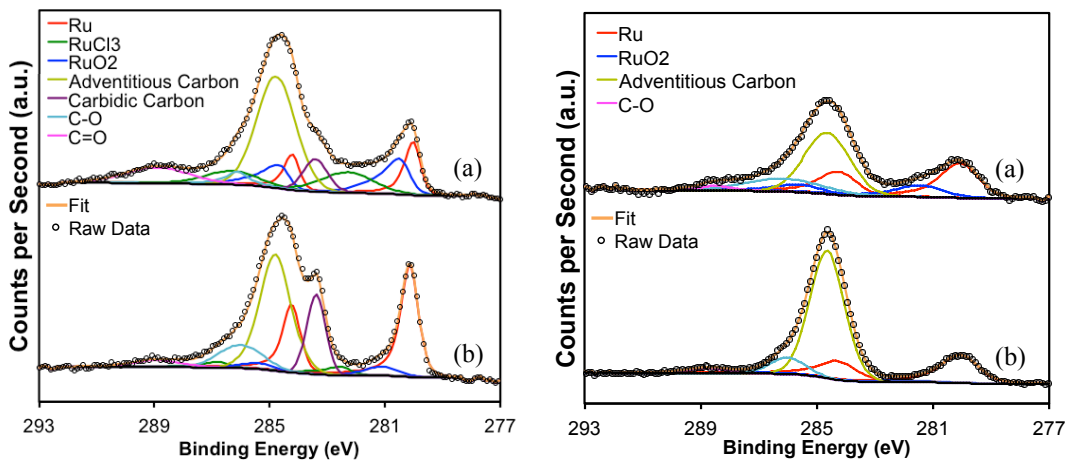 Counts per Second (a.u.)
Ru
RuCl3
RuO2
Adventitious Carbon
Carbidic Carbon
C-O
C=O
(a)
Fit
Raw Data
(b)
293 289 285 281 277
Binding Energy (eV)
Counts per Second (a.u.)
Ru
RuO2
Adventitious Carbon
C-O
(a)
Fit
Raw Data
(b)
293 289 285 281 277
Binding Energy (eV)